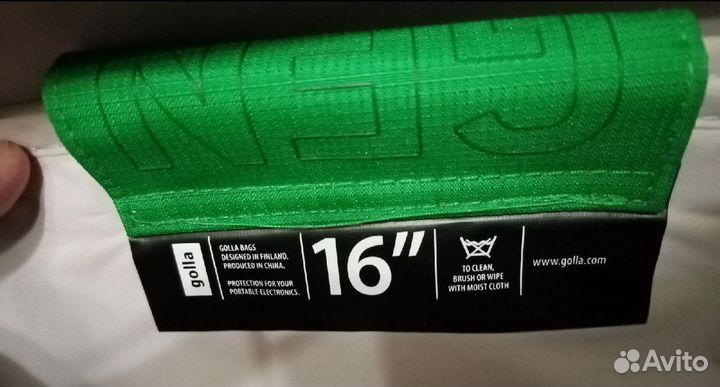 GEN
golla
GOLLA BAGS
DESIGNED IN FINLAND.
PRODUCED IN CHINA.
PROTECTION FOR YOUR
PORTABLE ELECTRONICS.
16”
TO CLEAN,
BRUSH OR WIPE
WITH MOIST CLOTH
www.golla.com
Avito